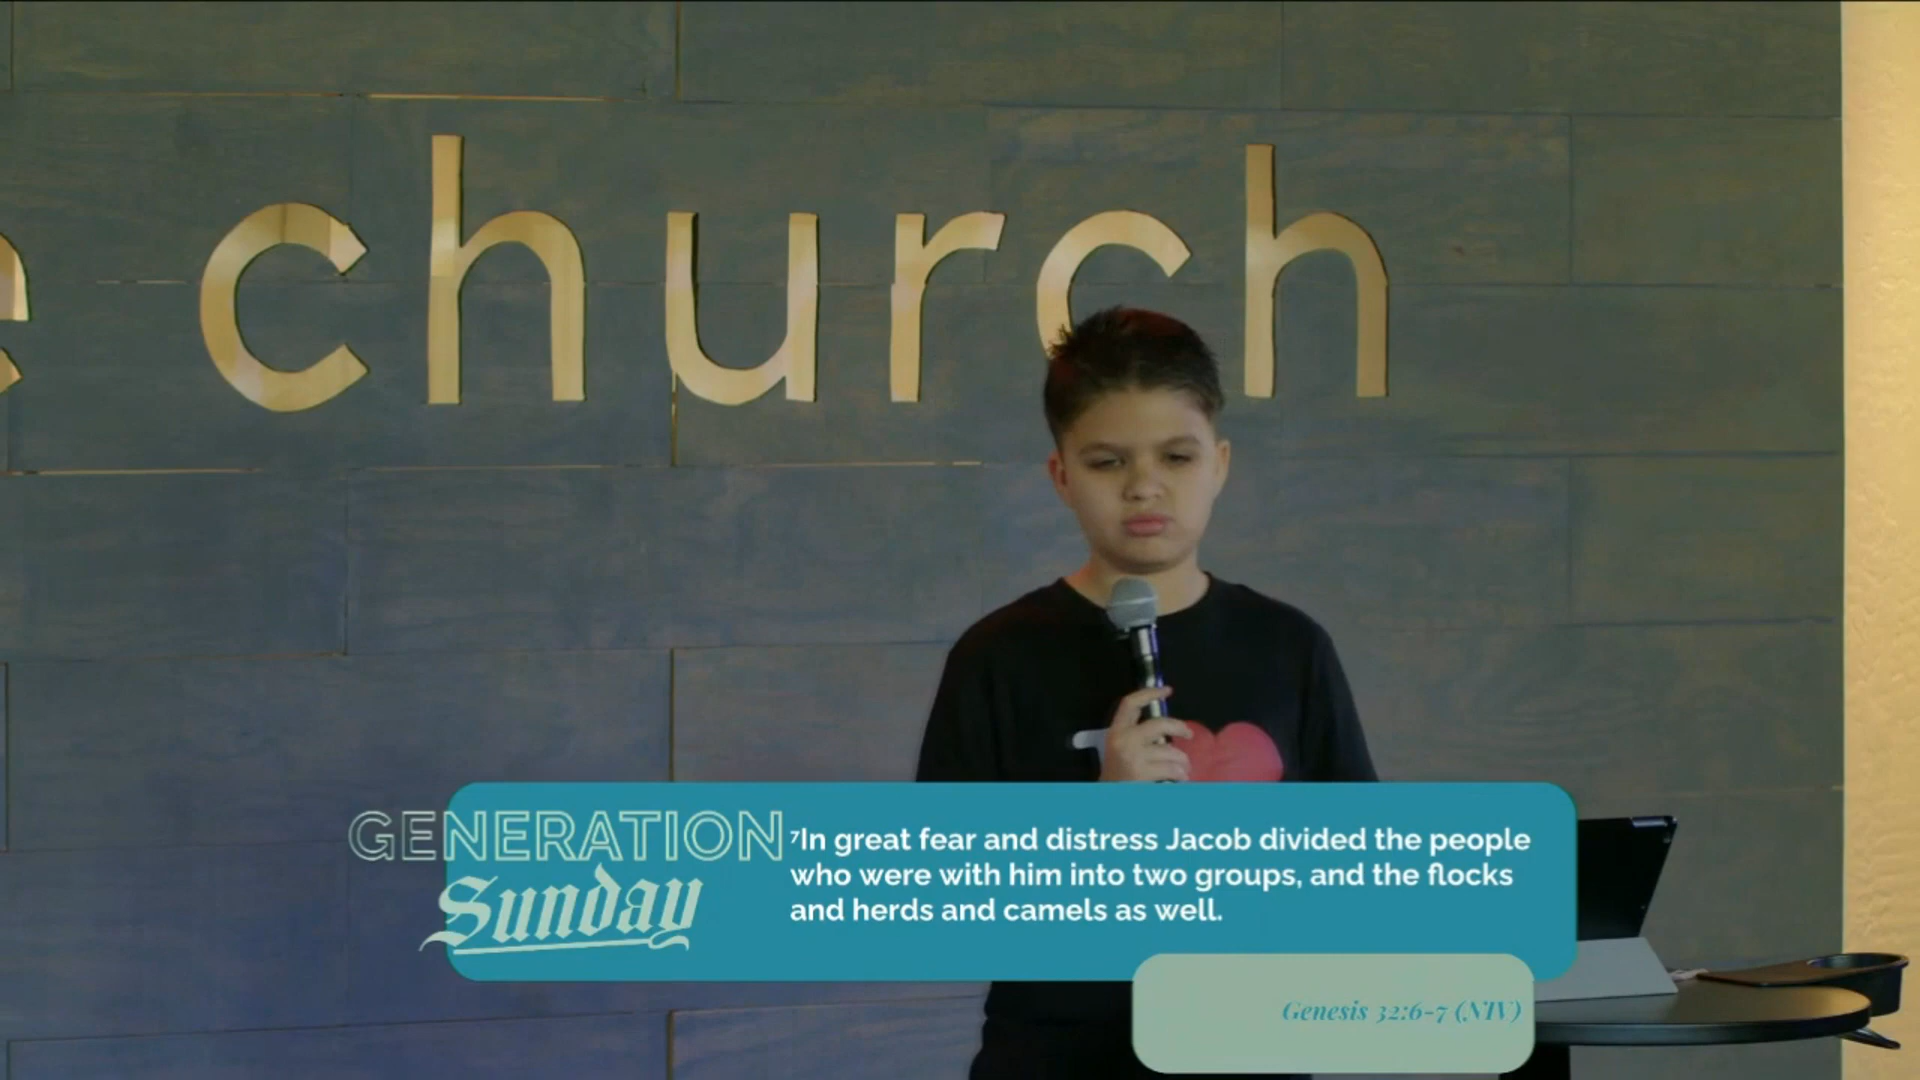 e church
GENERATION
Sunday
⁷In great fear and distress Jacob divided the people
who were with him into two groups, and the flocks
and herds and camels as well.
Genesis 32:6-7 (NIV)